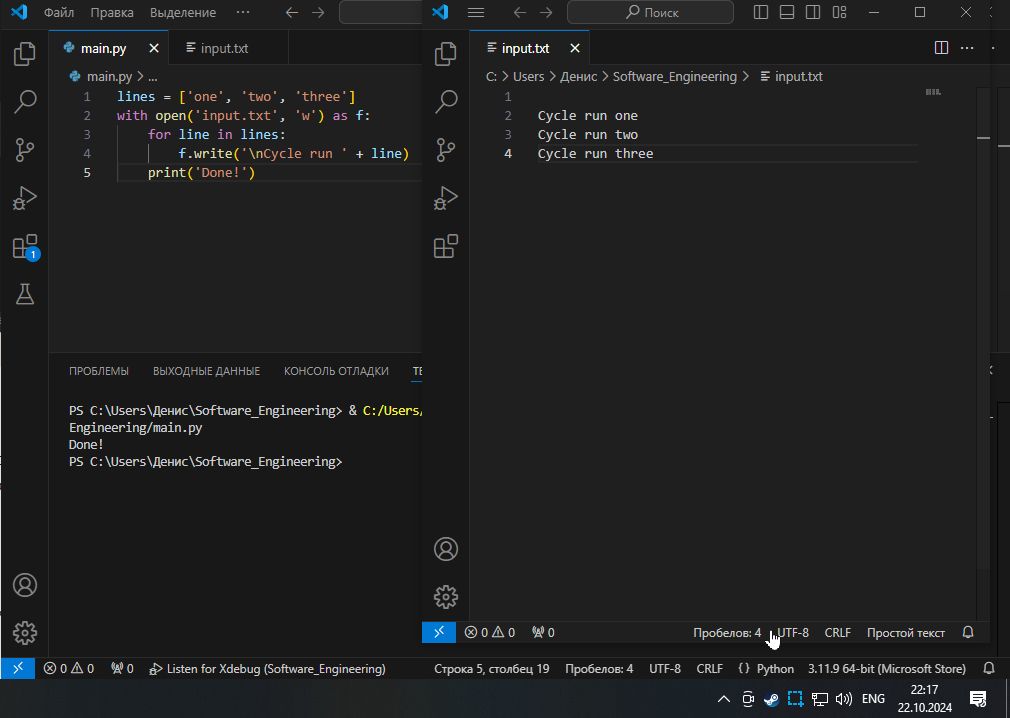 Файл Правка Выделение ···
main.py input.txt
main.py > ...
1 lines = ['one', 'two', 'three']
2 with open('input.txt', 'w') as f:
3 for line in lines:
4 f.write('\nCycle run ' + line)
5 print('Done!')
ПРОБЛЕМЫ ВЫХОДНЫЕ ДАННЫЕ КОНСОЛЬ ОТЛАДКИ ТЕ
PS C:\Users\Денис\Software_Engineering> & C:/Users/
Engineering/main.py
Done!
PS C:\Users\Денис\Software_Engineering>
1
Поиск
input.txt
C: > Users > Денис > Software_Engineering > input.txt
1
2 Cycle run one
3 Cycle run two
4 Cycle run three
0 0 0 Пробелов: 4 UTF-8 CRLF Простой текст
0 0 0 Listen for Xdebug (Software_Engineering) Строка 5, столбец 19 Пробелов: 4 UTF-8 CRLF {} Python 3.11.9 64-bit (Microsoft Store)
ENG 22:17
22.10.2024